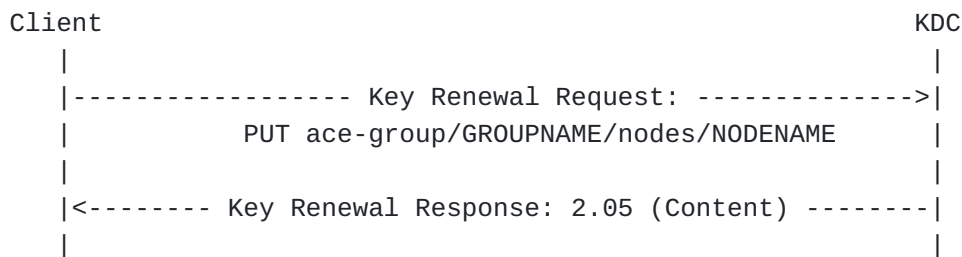 Client                                                      KDC
   |                                                         |
   |------------------ Key Renewal Request: -------------->|
   |           PUT ace-group/GROUPNAME/nodes/NODENAME       |
   |                                                         |
   |<-------- Key Renewal Response: 2.05 (Content) --------|
   |                                                         |